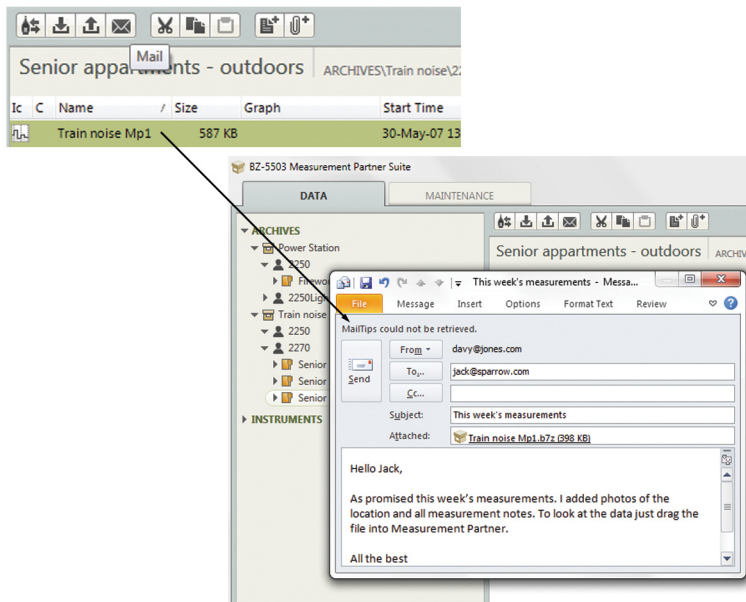 Mail
Senior appartments - outdoors ARCHIVES\Train noise\22
Ic C Name / Size Graph Start Time
Train noise Mp1 587 KB 30-May-07 13
BZ-5503 Measurement Partner Suite
DATA MAINTENANCE
ARCHIVES
Power Station
2250
Firewo
2250Ligh
Train noise
2250
2270
Senior
Senior
Senior
INSTRUMENTS
Senior appartments - outdoors ARCHIV
This week's measurements - Messa...
File Message Insert Options Format Text Review
MailTips could not be retrieved.
Send
From davy@jones.com
To... jack@sparrow.com
Cc...
Subject: This week's measurements
Attached: Train noise Mp1.b7z (398 KB)
Hello Jack,
As promised this week's measurements. I added photos of the
location and all measurement notes. To look at the data just drag the
file into Measurement Partner.
All the best